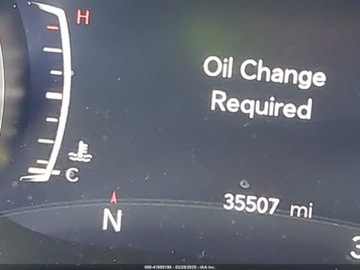 H
Oil Change
Required
C
35507 mi
N
3